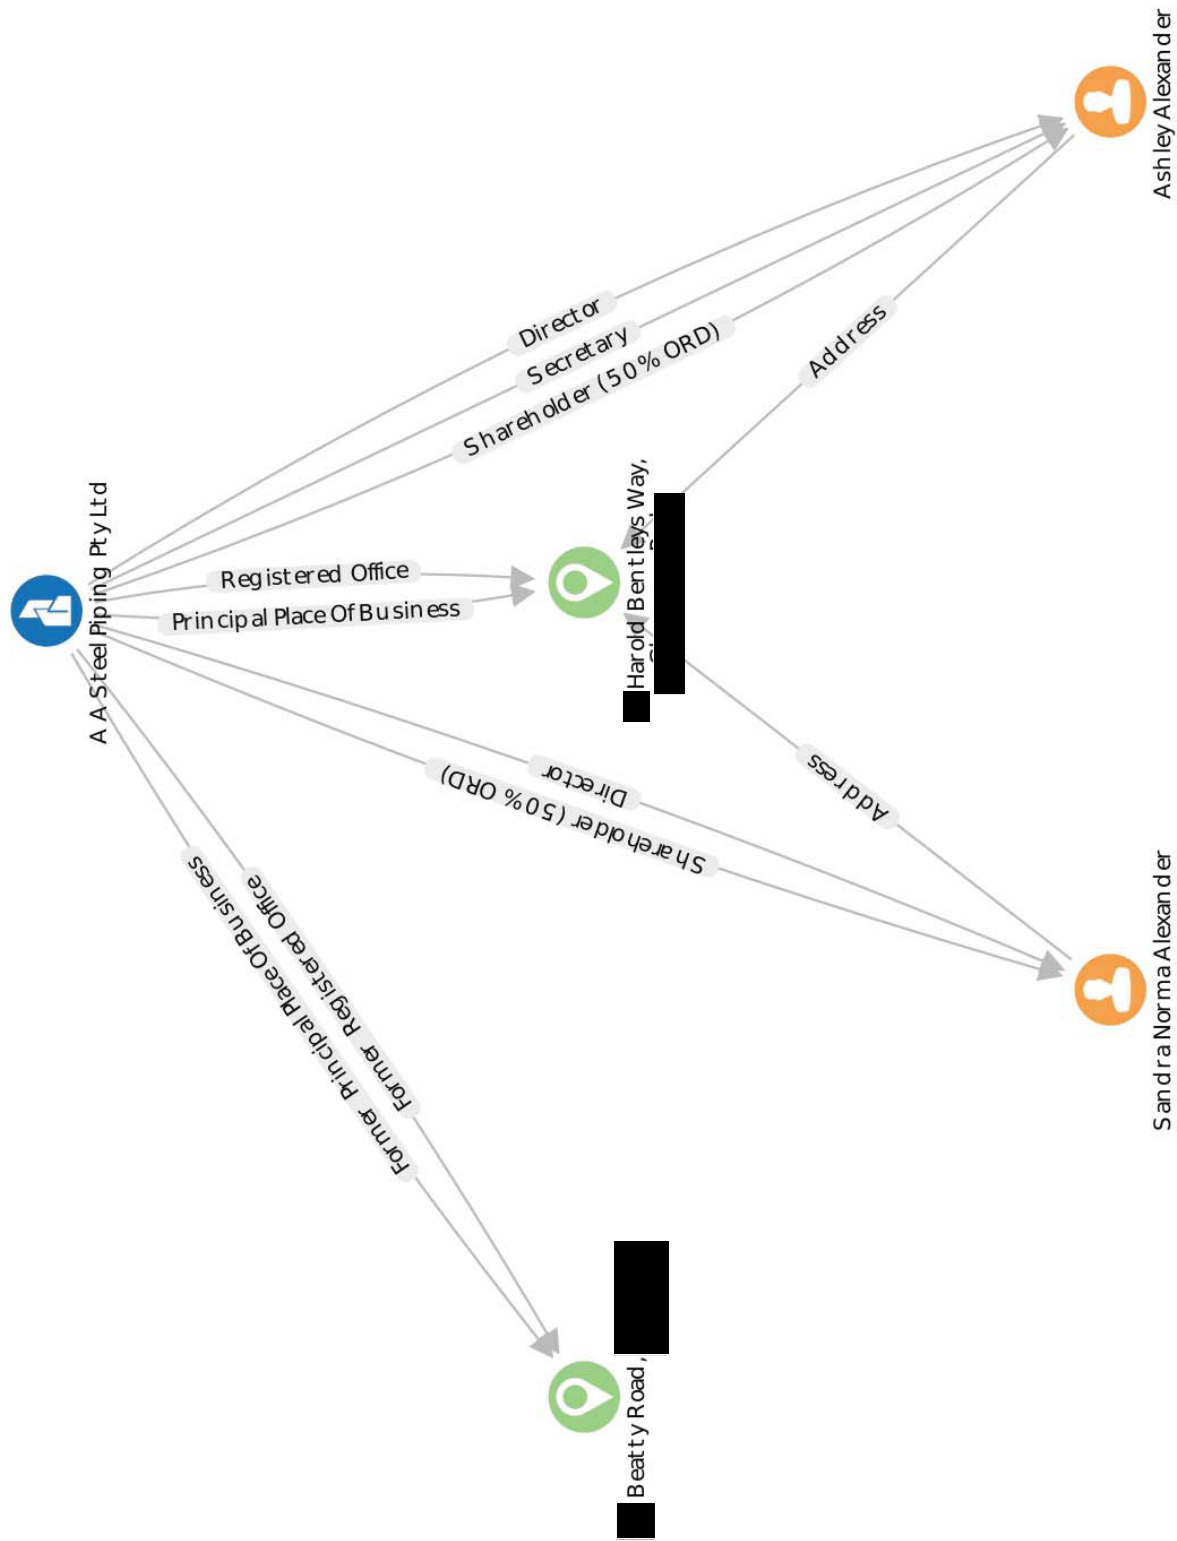 A A Steel Piping Pty Ltd
Former Principal Place Of Business
Former Registered Office
Shareholder (50% ORD)
Director
Principal Place Of Business
Registered Office
Shareholder (50% ORD)
Secretary
Director
Beatty Road,
Harold Bentleys Way,
Address
Address
Sandra Norma Alexander
Ashley Alexander